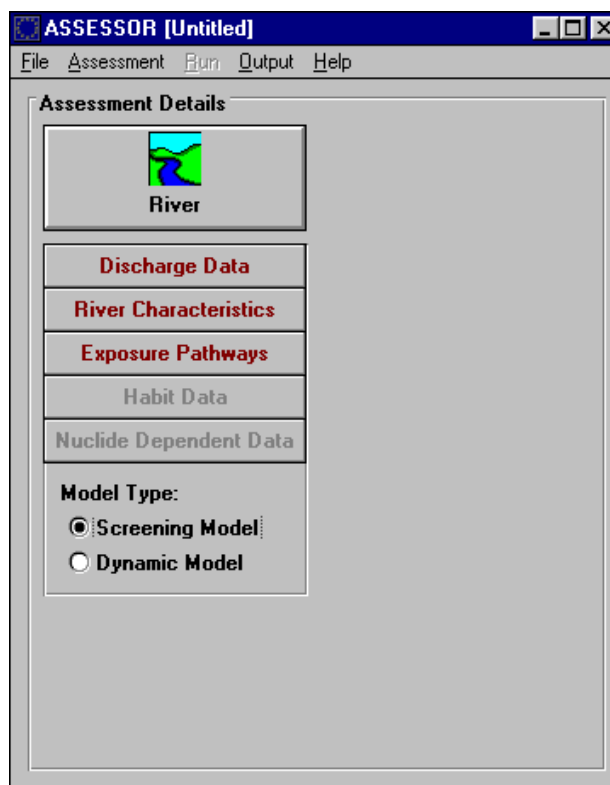 ASSESSOR [Untitled]
File Assessment Run Output Help
Assessment Details
River
Discharge Data
River Characteristics
Exposure Pathways
Habit Data
Nuclide Dependent Data
Model Type:
Screening Model
Dynamic Model